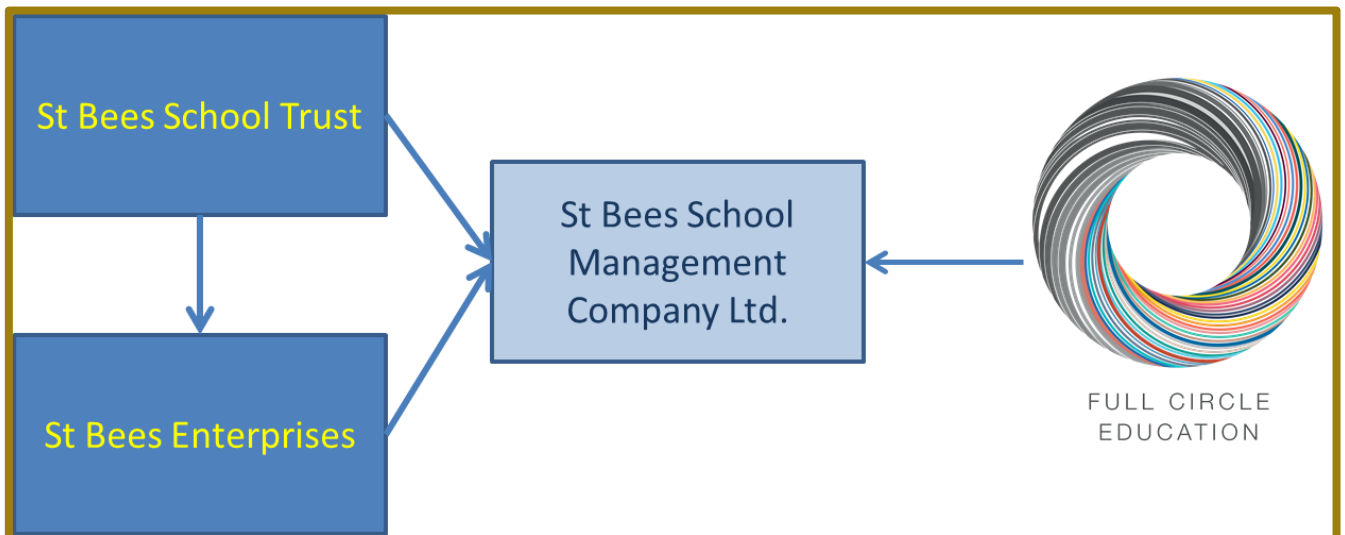 St Bees School Trust
St Bees School
Management
Company Ltd.
St Bees Enterprises
FULL CIRCLE
EDUCATION